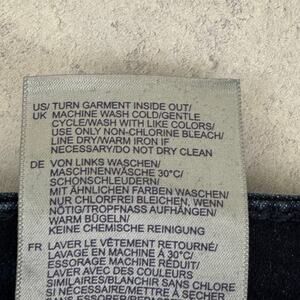 US/ TURN GARMENT INSIDE OUT/
UK MACHINE WASH COLD/GENTLE
CYCLE/WASH WITH LIKE COLORS/
USE ONLY NON-CHLORINE BLEACH/
LINE DRY/WARM IRON IF
NECESSARY/DO NOT DRY CLEAN
DE VON LINKS WASCHEN/
MASCHINENWÄSCHE 30°C/
SCHONSCHLEUDERN/
MIT ÄHNLICHEN FARBEN WASCHEN/
NUR CHLORFREI BLEICHEN, WENN
NÖTIG/TROPFNASS AUFHÄNGEN/
WARM BÜGELN/
KEINE CHEMISCHE REINIGUNG
FR LAVER LE VÊTEMENT RETOURNÉ/
LAVAGE EN MACHINE À 30°C/
ESSORAGE MACHINE RÉDUIT/
LAVER AVEC DES COULEURS
SIMILAIRES/BLANCHIR SANS CHLORE
SI NÉCESSAIRE/METTRE À SÉCHER
SANS ESSORER/REPASSER